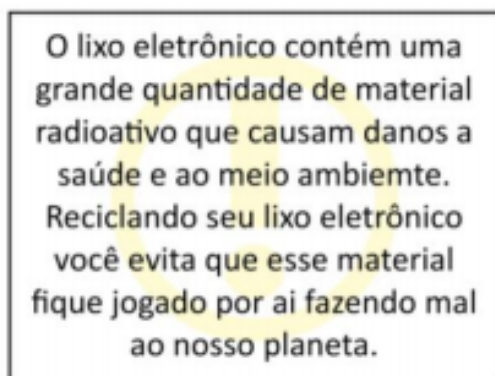 O lixo eletrônico contém uma
grande quantidade de material
radioativo que causam danos a
saúde e ao meio ambiemte.
Reciclando seu lixo eletrônico
você evita que esse material
fique jogado por ai fazendo mal
ao nosso planeta.